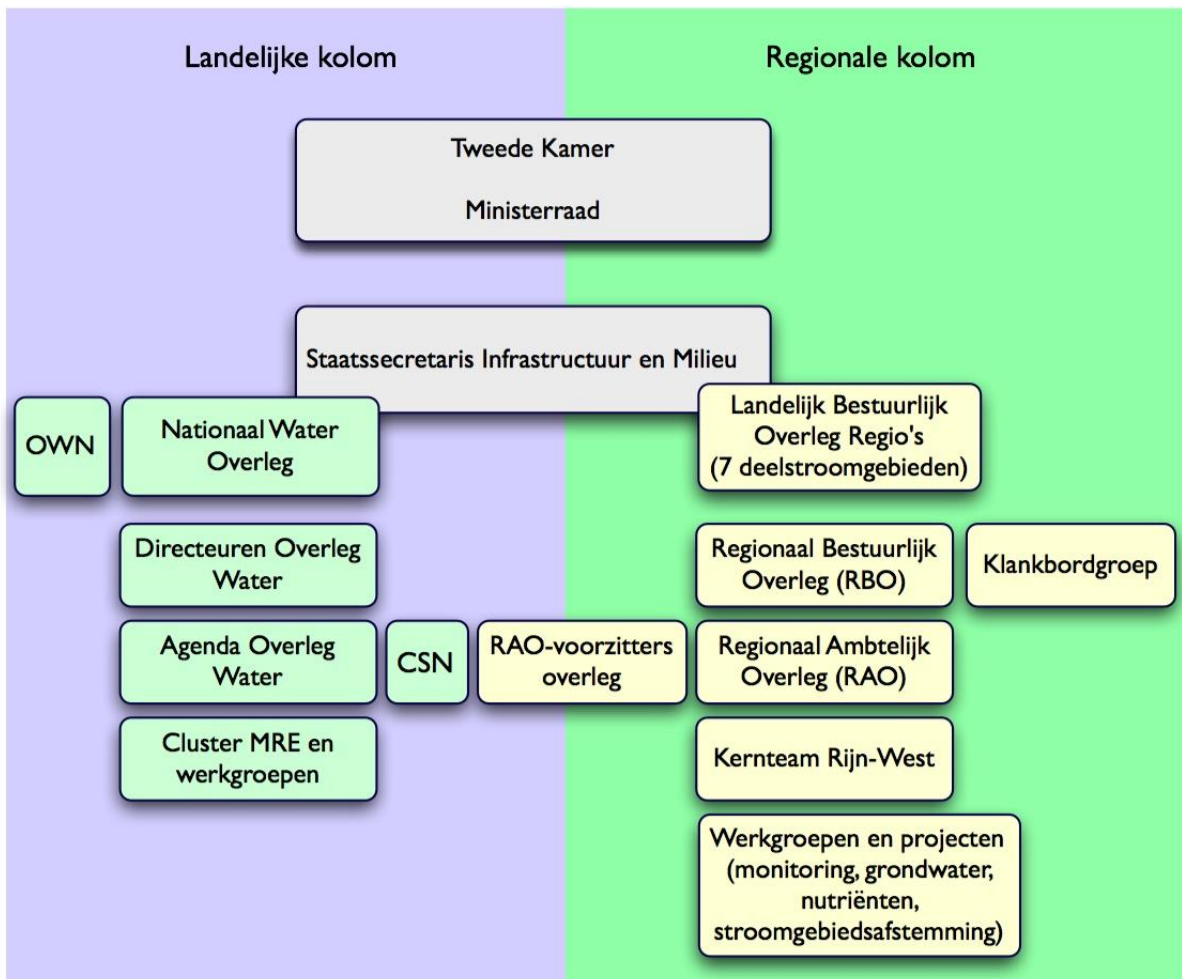 Landelijke kolom
Regionale kolom
Tweede Kamer
Ministerraad
Staatssecretaris Infrastructuur en Milieu
OWN
Nationaal Water
Overleg
Landelijk Bestuurlijk
Overleg Regio's
(7 deelstroomgebieden)
Directeuren Overleg
Water
Regionaal Bestuurlijk
Overleg (RBO)
Klankbordgroep
Agenda Overleg
Water
CSN
RAO-voorzitters
overleg
Regionaal Ambtelijk
Overleg (RAO)
Cluster MRE en
werkgroepen
Kernteam Rijn-West
Werkgroepen en projecten
(monitoring, grondwater,
nutriënten,
stroomgebiedsafstemming)